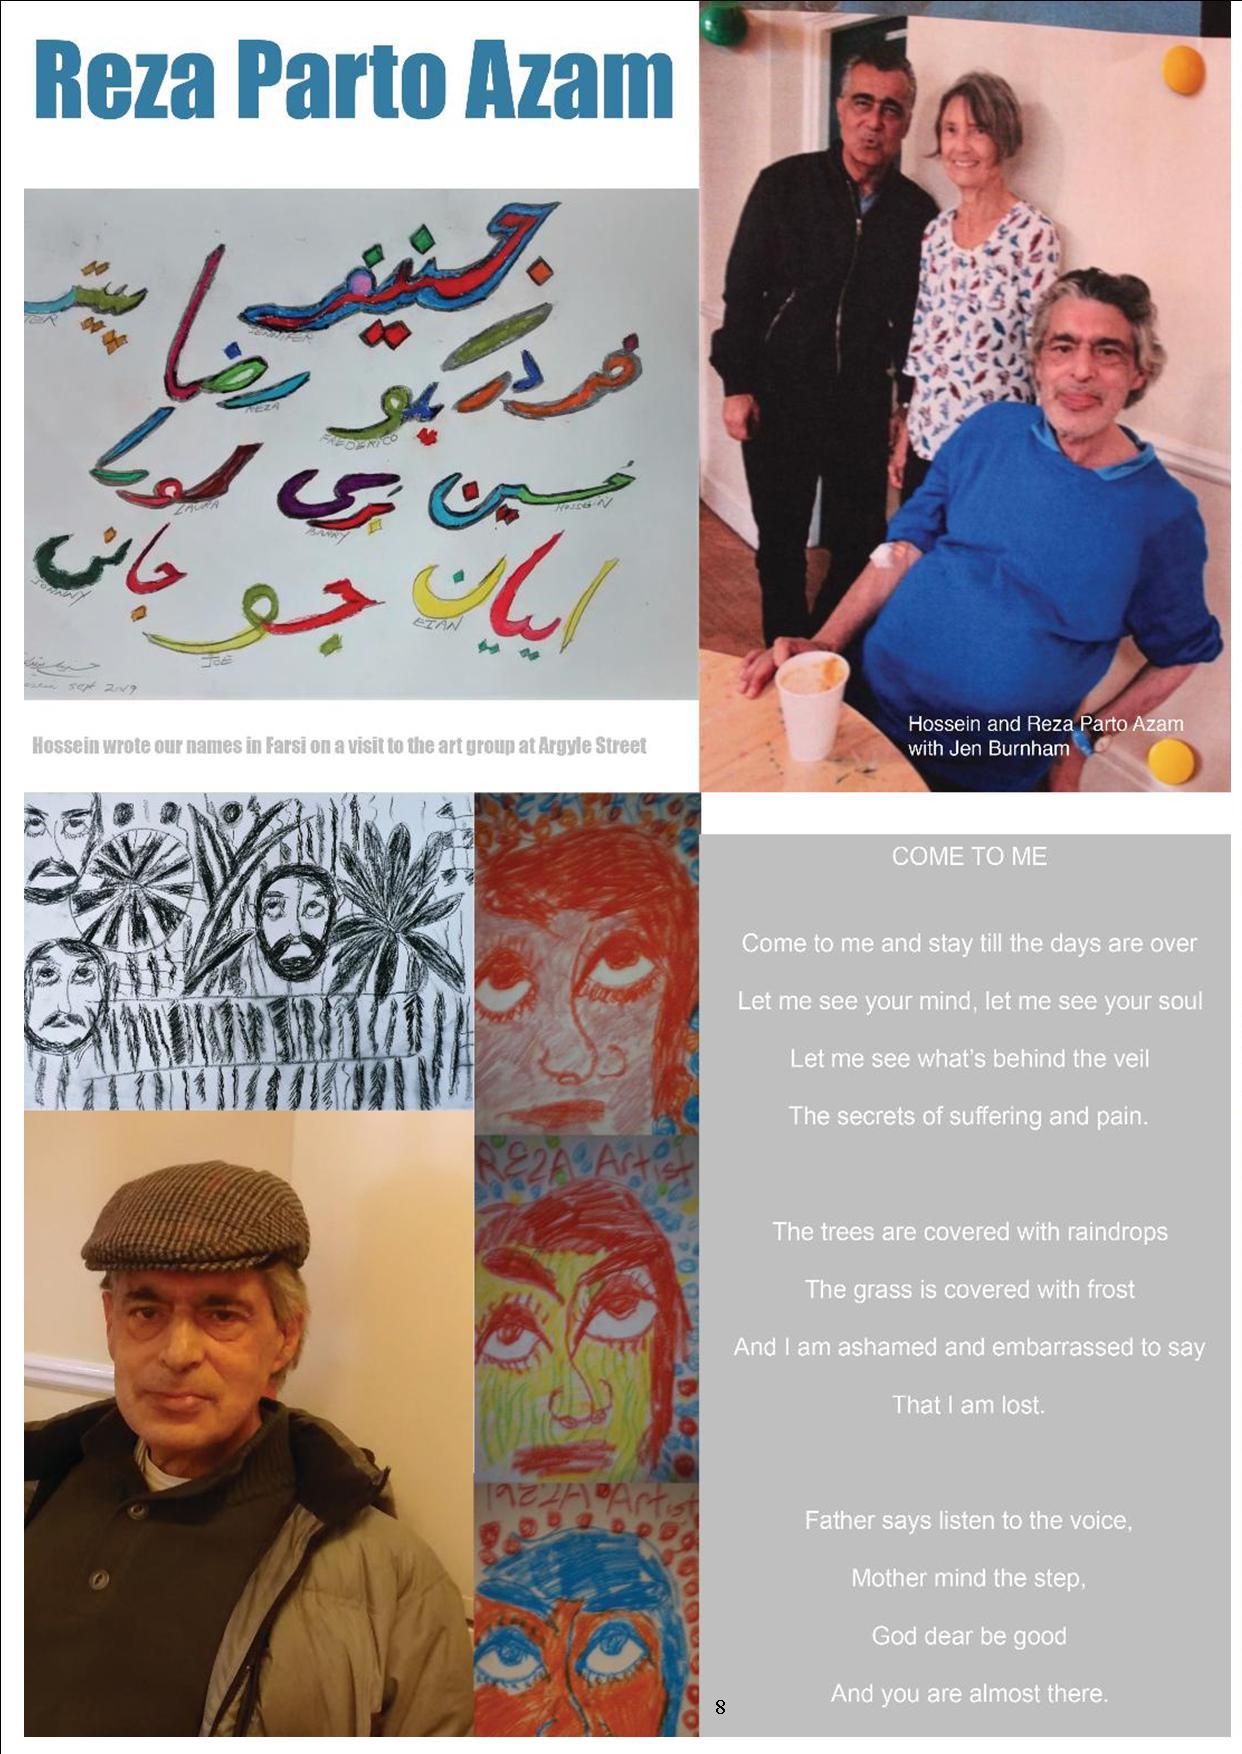 Reza Parto Azam
جنیفر
JENNIFER
پیتر
TER
رضا
REZA
فردریکو
FREDERICO
لورا
LAURA
بری
BARRY
حسین
HOSSEIN
جانی
JONNY
جو
JOE
ایان
EIAN
sept 2019
Hossein wrote our names in Farsi on a visit to the art group at Argyle Street
Hossein and Reza Parto Azam
with Jen Burnham
REZA Artist
REZA Artist
COME TO ME
Come to me and stay till the days are over
Let me see your mind, let me see your soul
Let me see what’s behind the veil
The secrets of suffering and pain.
The trees are covered with raindrops
The grass is covered with frost
And I am ashamed and embarrassed to say
That I am lost.
Father says listen to the voice,
Mother mind the step,
God dear be good
And you are almost there.
8